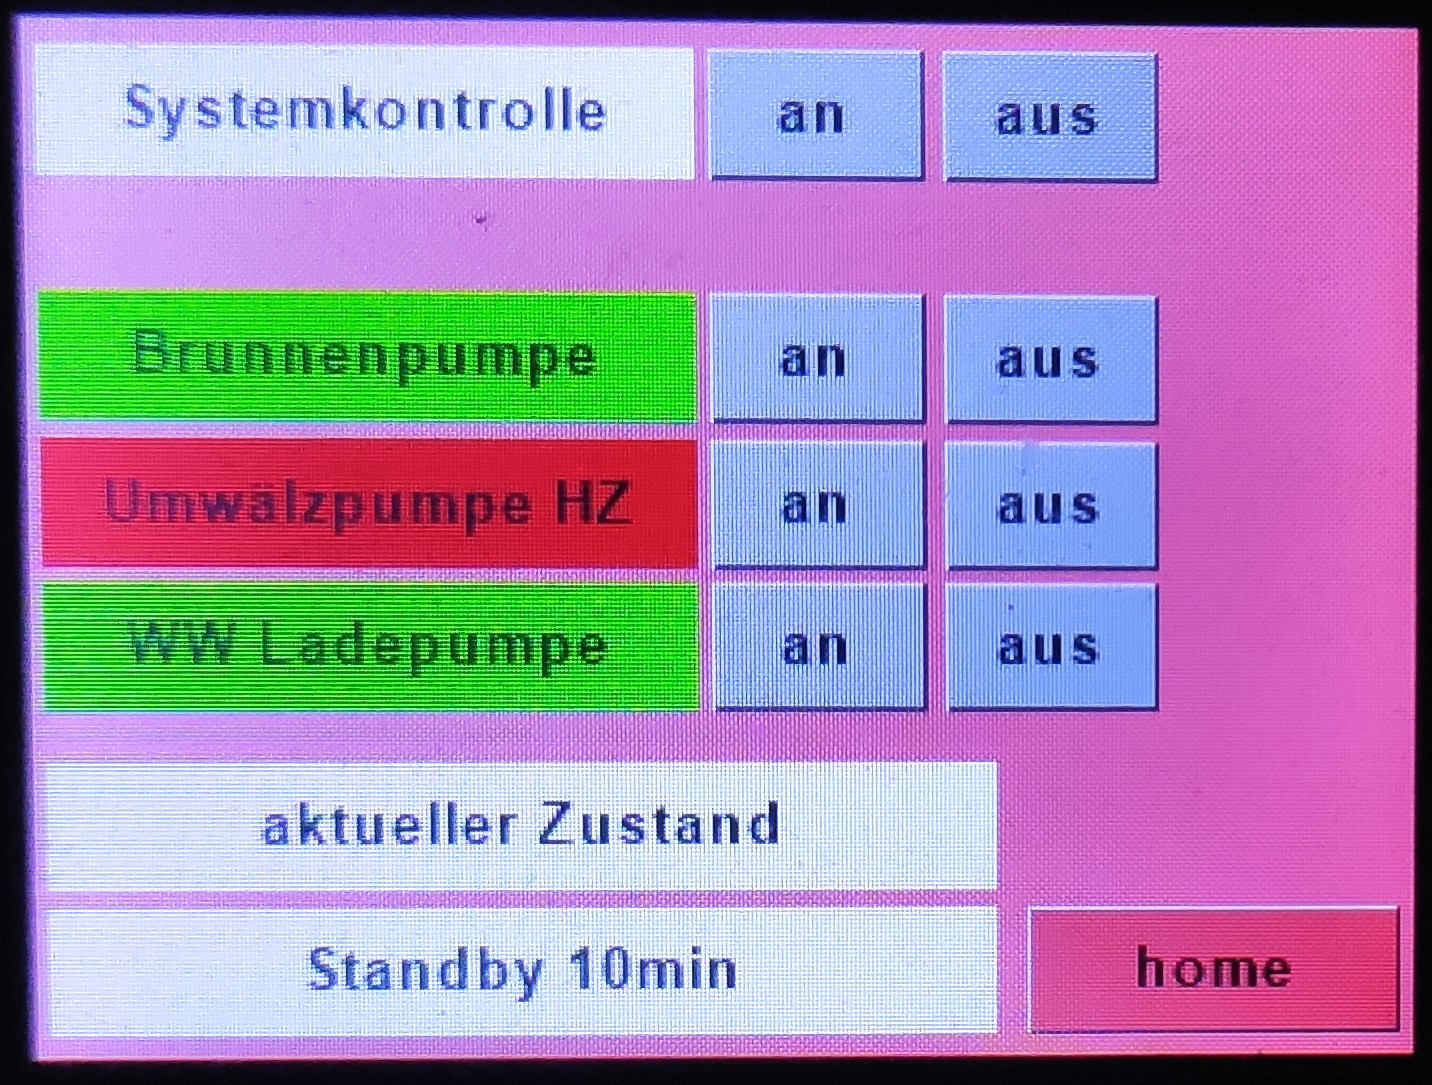 Systemkontrolle an aus
Brunnenpumpe an aus
Umwälzpumpe HZ an aus
WW Ladepumpe an aus
aktueller Zustand
Standby 10min home